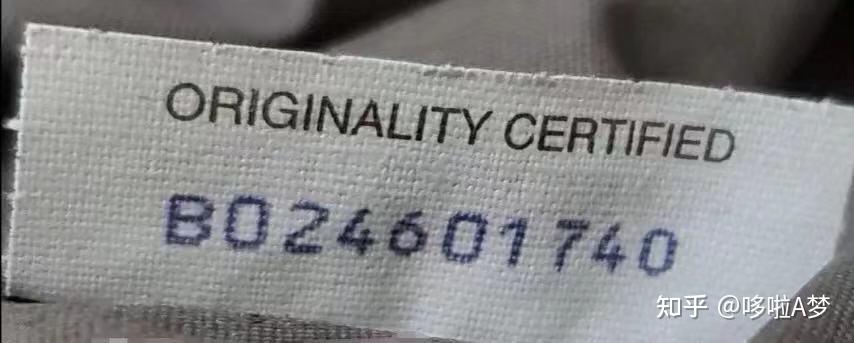 ORIGINALITY CERTIFIED
B024601740
知乎 @哆啦A梦